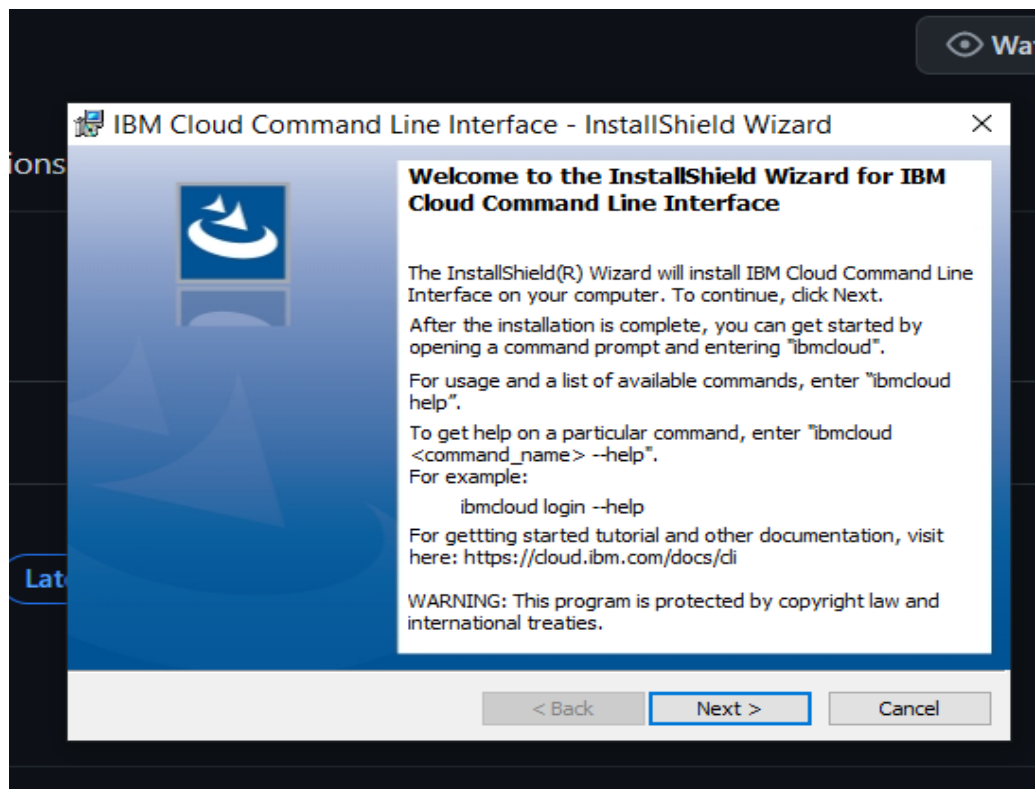 Wat
IBM Cloud Command Line Interface - InstallShield Wizard
ions
Welcome to the InstallShield Wizard for IBM
Cloud Command Line Interface
The InstallShield(R) Wizard will install IBM Cloud Command Line
Interface on your computer. To continue, click Next.
After the installation is complete, you can get started by
opening a command prompt and entering "ibmcloud".
For usage and a list of available commands, enter "ibmcloud
help".
To get help on a particular command, enter "ibmcloud
<command_name> --help".
For example:
ibmcloud login --help
For gettting started tutorial and other documentation, visit
here: https://cloud.ibm.com/docs/cli
Late
WARNING: This program is protected by copyright law and
international treaties.
< Back
Next >
Cancel